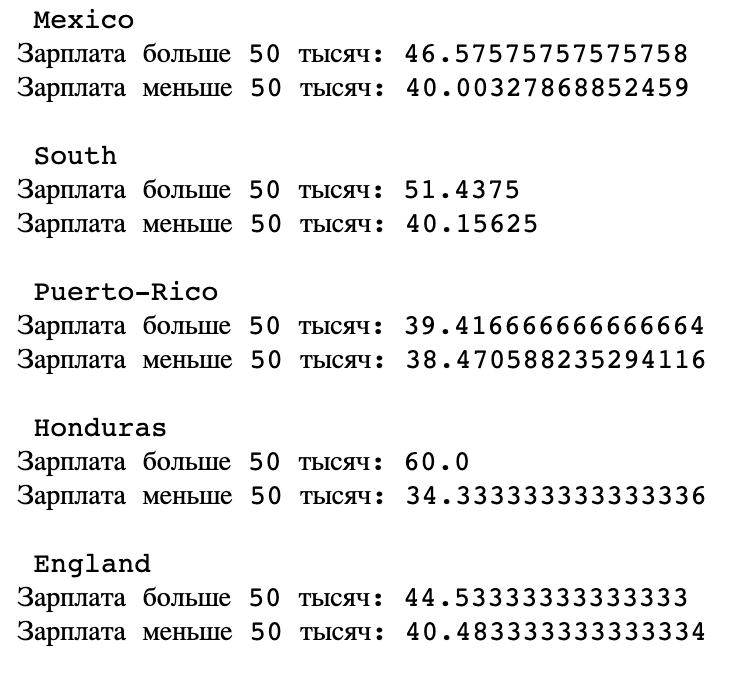 Mexico
Зарплата больше 50 тысяч: 46.57575757575758
Зарплата меньше 50 тысяч: 40.00327868852459
South
Зарплата больше 50 тысяч: 51.4375
Зарплата меньше 50 тысяч: 40.15625
Puerto-Rico
Зарплата больше 50 тысяч: 39.416666666666664
Зарплата меньше 50 тысяч: 38.470588235294116
Honduras
Зарплата больше 50 тысяч: 60.0
Зарплата меньше 50 тысяч: 34.333333333333336
England
Зарплата больше 50 тысяч: 44.53333333333333
Зарплата меньше 50 тысяч: 40.483333333333334